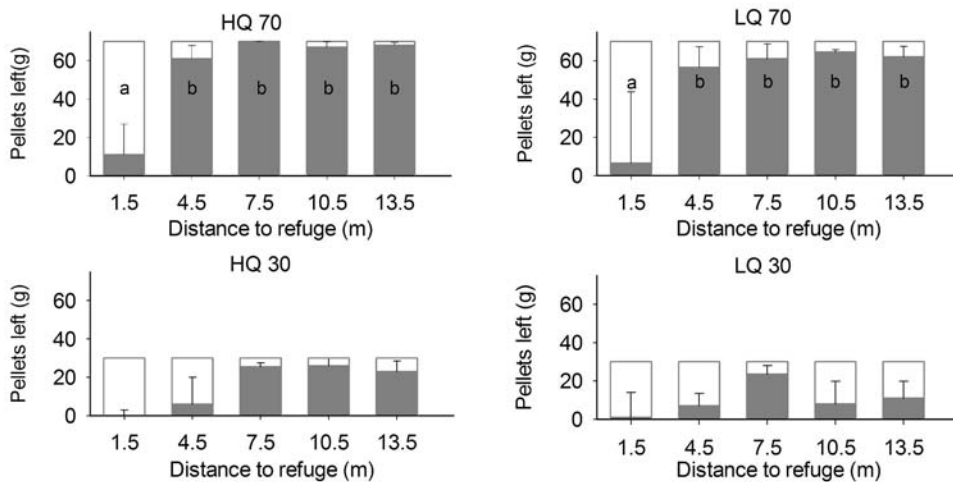 HQ 70
Pellets left(g)
60
40
20
0
a
b
b
b
b
1.5 4.5 7.5 10.5 13.5
Distance to refuge (m)
LQ 70
Pellets left (g)
60
40
20
0
a
b
b
b
b
1.5 4.5 7.5 10.5 13.5
Distance to refuge (m)
HQ 30
Pellets left (g)
60
40
20
0
1.5 4.5 7.5 10.5 13.5
Distance to refuge (m)
LQ 30
Pellets left (g)
60
40
20
0
1.5 4.5 7.5 10.5 13.5
Distance to refuge (m)